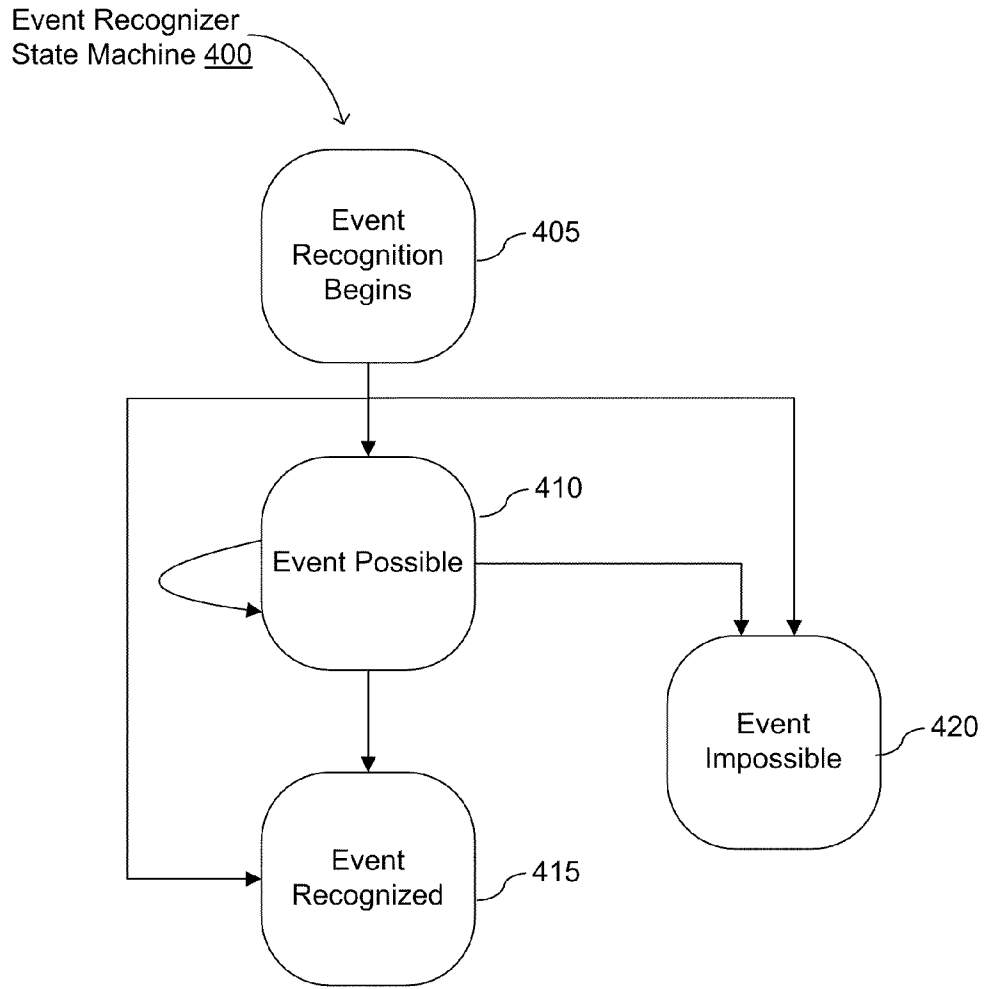 Event Recognizer
State Machine 400
Event
Recognition
Begins
405
410
Event Possible
Event
Impossible
420
Event
Recognized
415